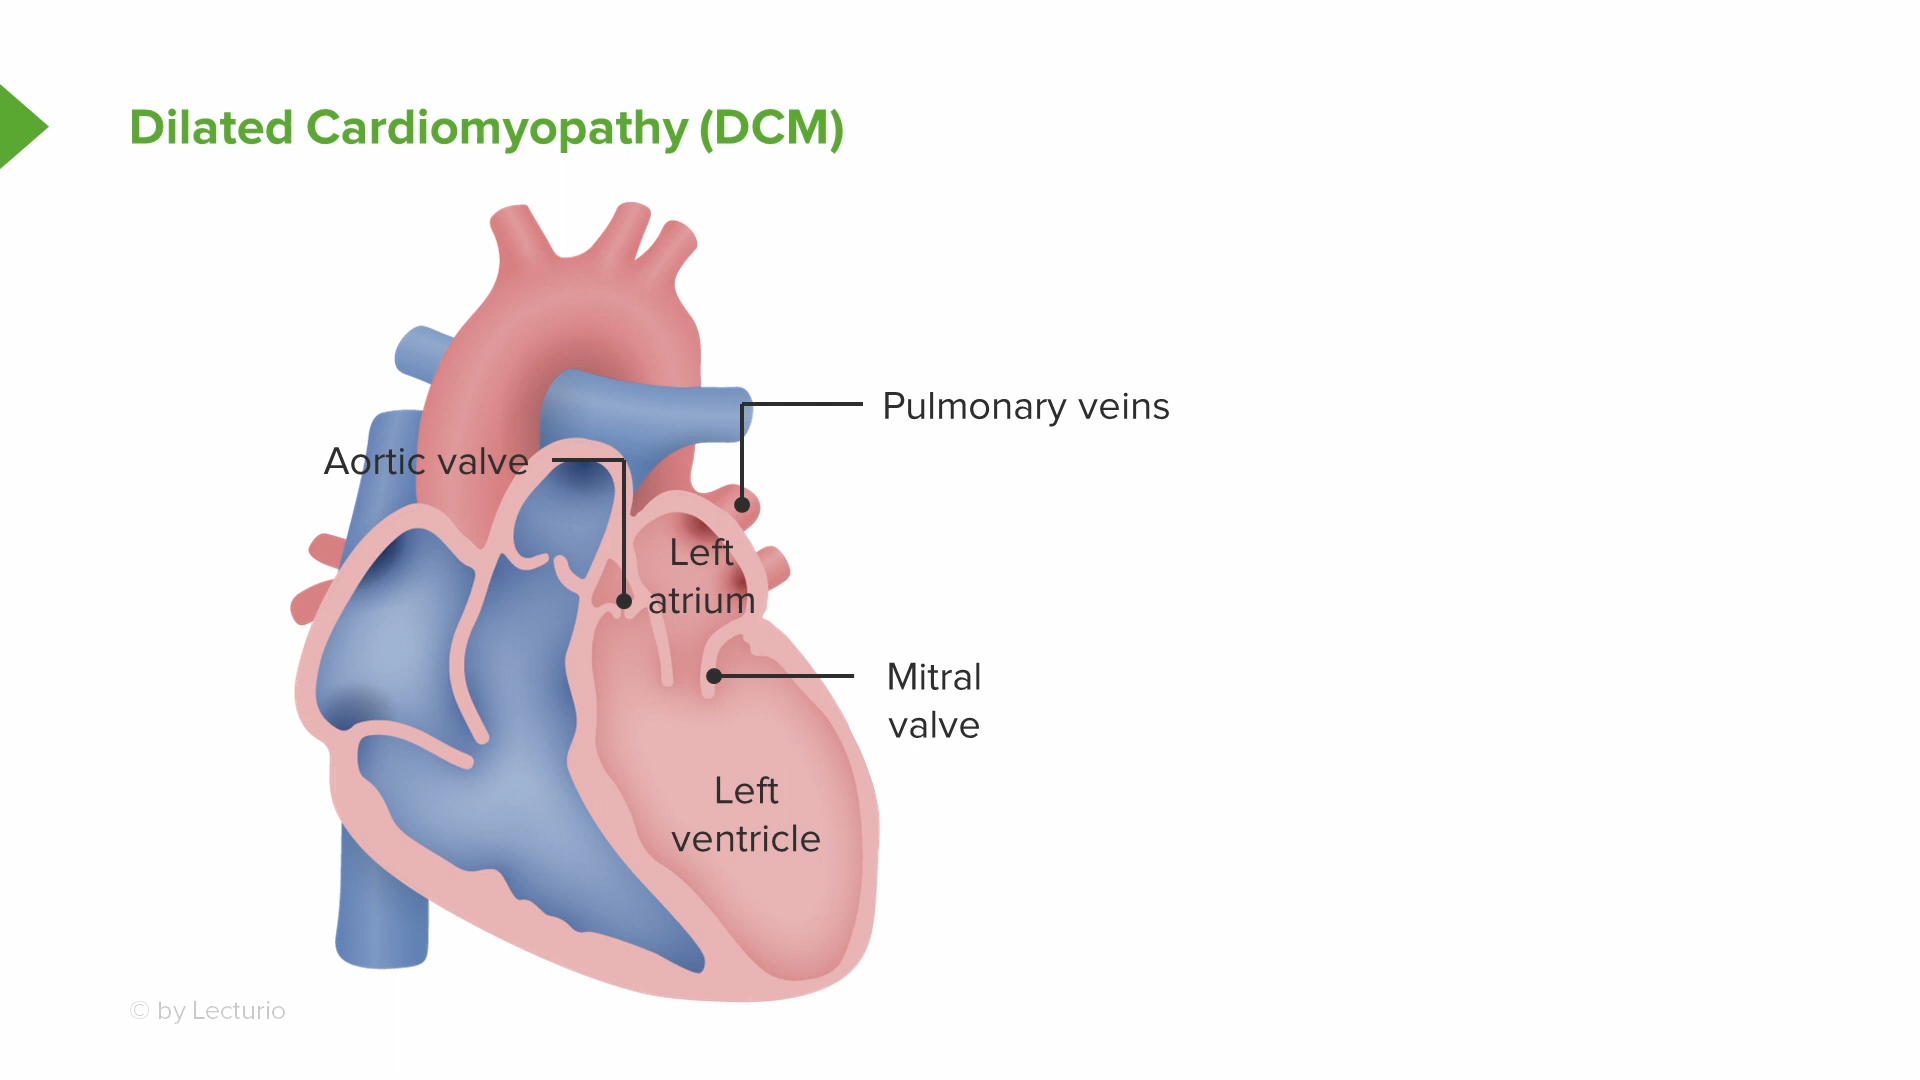 Dilated Cardiomyopathy (DCM)
Pulmonary veins
Aortic valve
Left
atrium
Mitral
valve
Left
ventricle
© by Lecturio